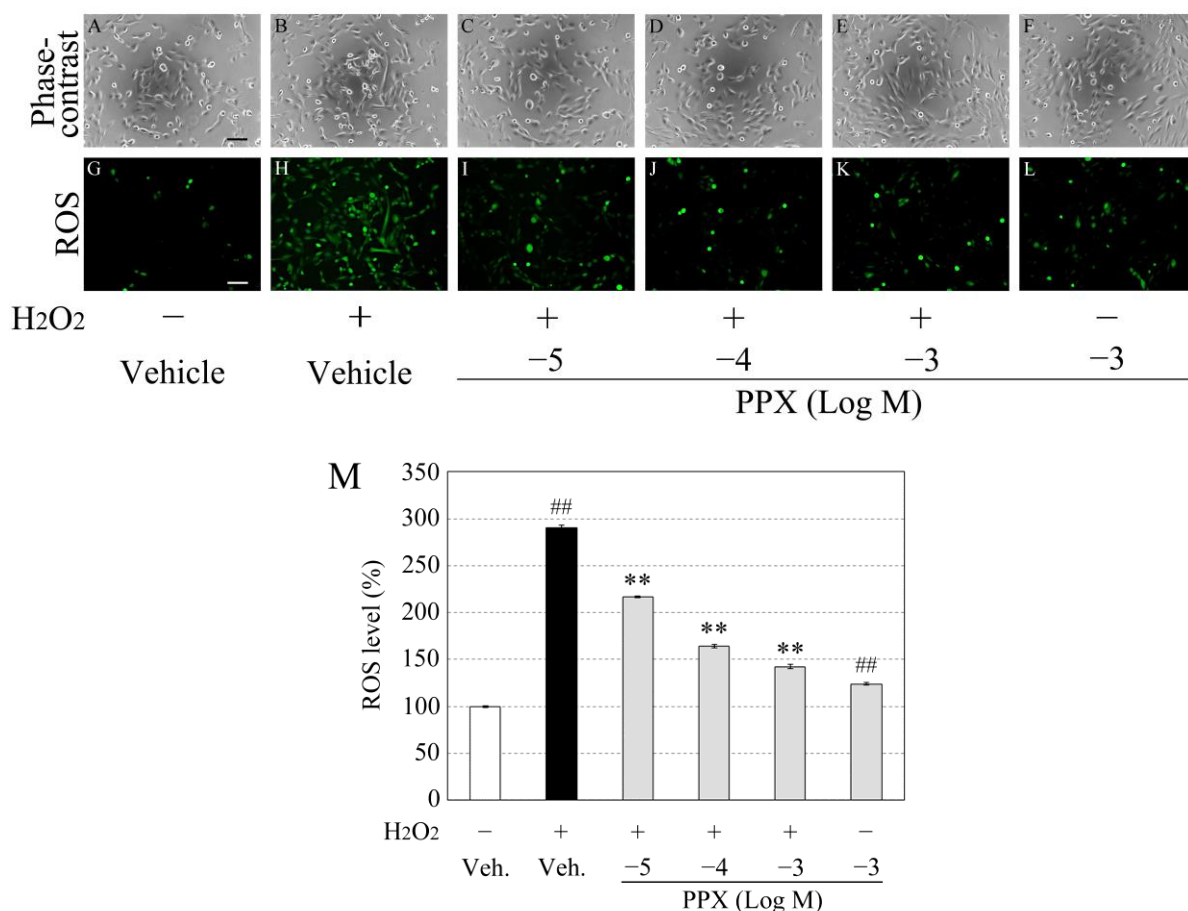 A B C D E F
Phase-
contrast
G H I J K L
ROS
H2O2 − + + + + −
Vehicle Vehicle −5 −4 −3 −3
PPX (Log M)
M
350
300
250
200
150
100
50
0
ROS level (%)
##
**
**
**
##
H2O2 − + + + + −
Veh. Veh. −5 −4 −3 −3
PPX (Log M)